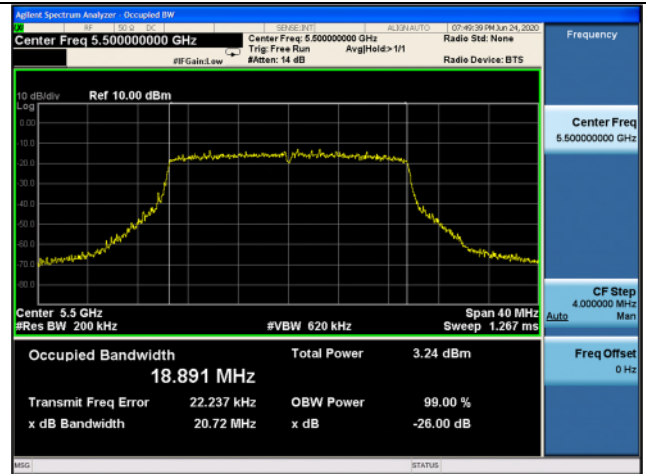 Agilent Spectrum Analyzer - Occupied BW
RF 50 Ω DC SENSE:INT ALIGN AUTO 07:49:39 PM Jun 24, 2020
Center Freq 5.500000000 GHz Center Freq: 5.500000000 GHz Radio Std: None Frequency
Trig: Free Run Avg|Hold:> 1/1
#IFGain:Low #Atten: 14 dB Radio Device: BTS
10 dB/div Ref 10.00 dBm
Log
0.00
-10.0
-20.0
-30.0
-40.0
-50.0
-60.0
-70.0
-80.0
Center Freq
5.500000000 GHz
Center 5.5 GHz Span 40 MHz
#Res BW 200 kHz #VBW 620 kHz Sweep 1.267 ms
CF Step
4.000000 MHz
Auto Man
Occupied Bandwidth Total Power 3.24 dBm
18.891 MHz
Transmit Freq Error 22.237 kHz OBW Power 99.00 %
x dB Bandwidth 20.72 MHz x dB -26.00 dB
Freq Offset
0 Hz
MSG STATUS